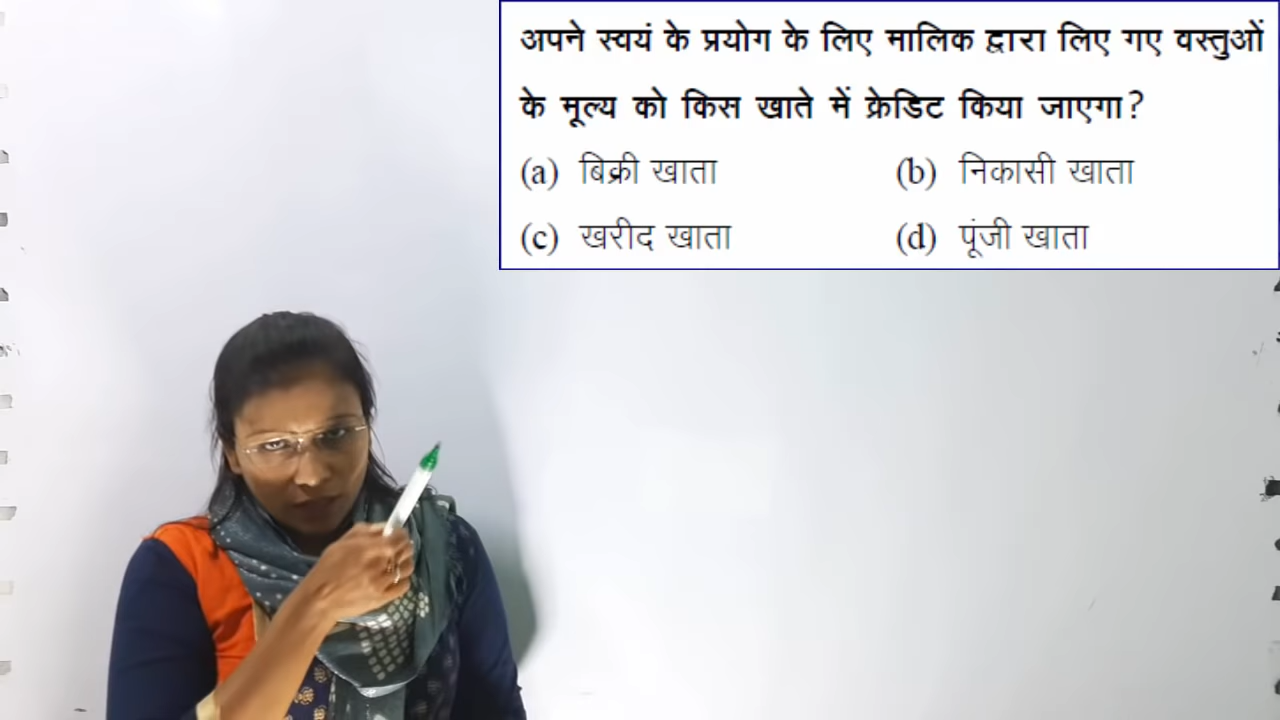 अपने स्वयं के प्रयोग के लिए मालिक द्वारा लिए गए वस्तुओं
के मूल्य को किस खाते में क्रेडिट किया जाएगा?
(a) बिक्री खाता (b) निकासी खाता
(c) खरीद खाता (d) पूंजी खाता